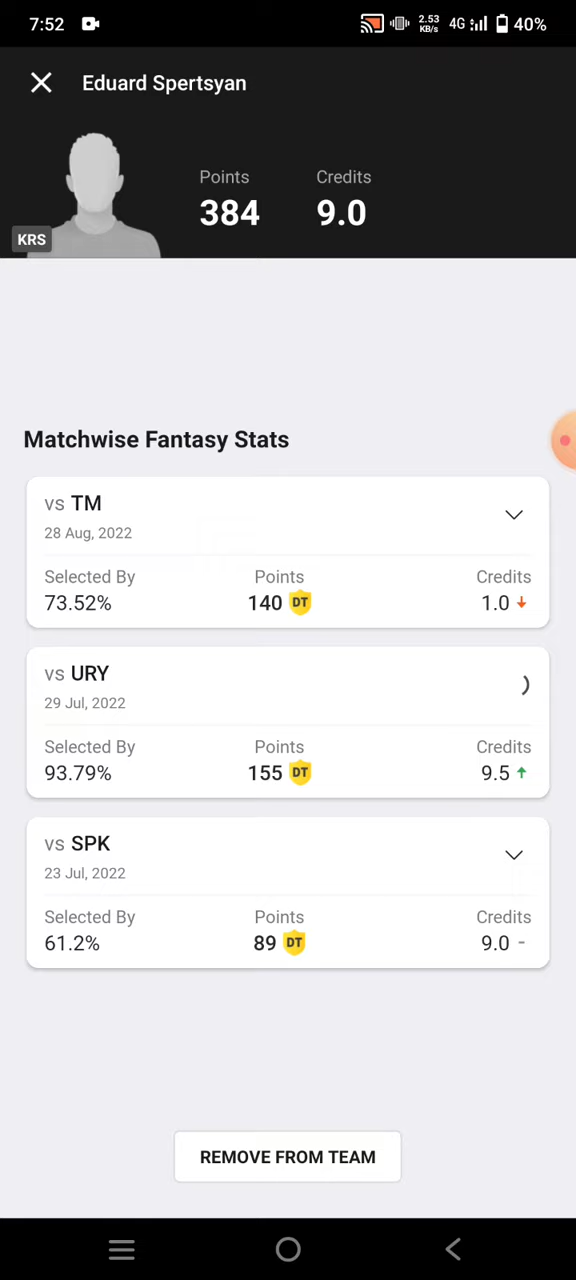 7:52 2.53 KB/s 4G 40%
Eduard Spertsyan
Points Credits
KRS 384 9.0
Matchwise Fantasy Stats
vs TM
28 Aug, 2022
Selected By Points Credits
73.52% 140 DT 1.0
vs URY
29 Jul, 2022
Selected By Points Credits
93.79% 155 DT 9.5
vs SPK
23 Jul, 2022
Selected By Points Credits
61.2% 89 DT 9.0 -
REMOVE FROM TEAM